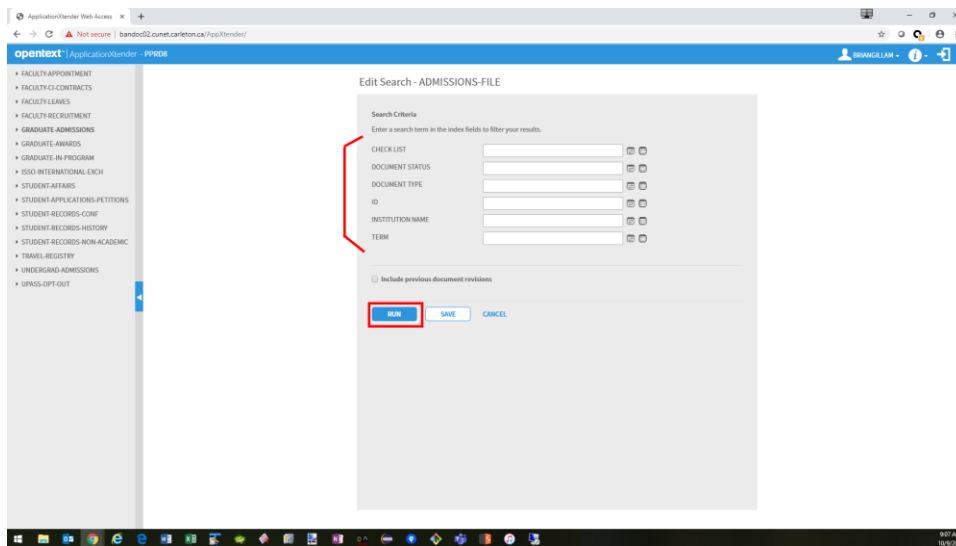 ApplicationXtender Web Access
Not secure | bandoc02.cunet.carleton.ca/AppXtender/
opentext™ | ApplicationXtender - PPRD8
BRIANGILLAM
FACULTY-APPOINTMENT
FACULTY-CI-CONTRACTS
FACULTY-LEAVES
FACULTY-RECRUITMENT
GRADUATE-ADMISSIONS
GRADUATE-AWARDS
GRADUATE-IN-PROGRAM
ISSO-INTERNATIONAL-EXCH
STUDENT-AFFAIRS
STUDENT-APPLICATIONS-PETITIONS
STUDENT-RECORDS-CONF
STUDENT-RECORDS-HISTORY
STUDENT-RECORDS-NON-ACADEMIC
TRAVEL-REGISTRY
UNDERGRAD-ADMISSIONS
UPASS-OPT-OUT
Edit Search - ADMISSIONS-FILE
Search Criteria
Enter a search term in the index fields to filter your results.
CHECK LIST
DOCUMENT STATUS
DOCUMENT TYPE
ID
INSTITUTION NAME
TERM
Include previous document revisions
RUN SAVE CANCEL
9:07 A